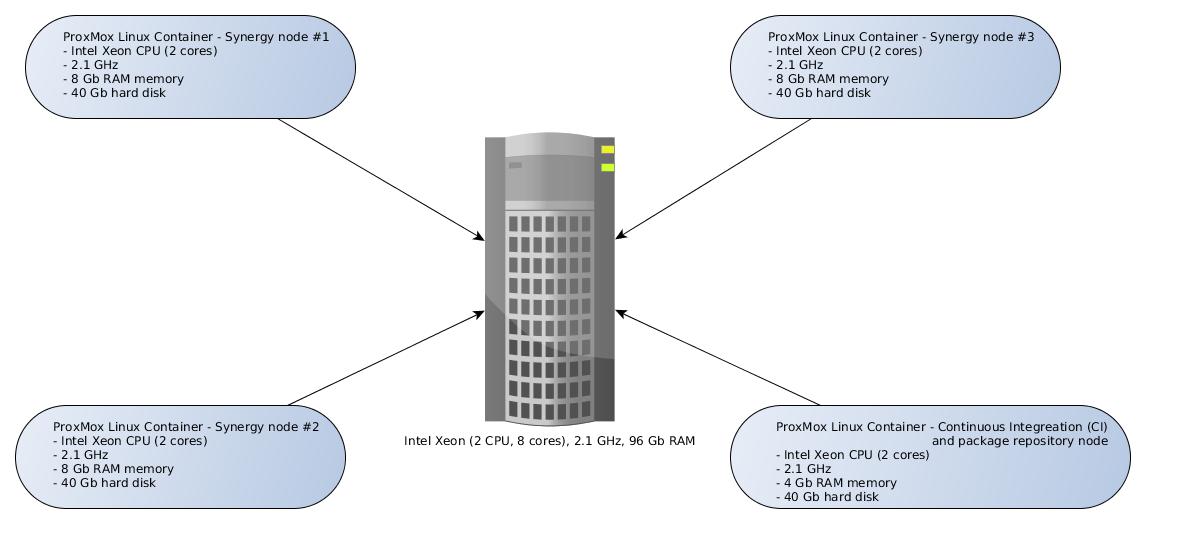 ProxMox Linux Container - Synergy node #1
- Intel Xeon CPU (2 cores)
- 2.1 GHz
- 8 Gb RAM memory
- 40 Gb hard disk
ProxMox Linux Container - Synergy node #3
- Intel Xeon CPU (2 cores)
- 2.1 GHz
- 8 Gb RAM memory
- 40 Gb hard disk
ProxMox Linux Container - Synergy node #2
- Intel Xeon CPU (2 cores)
- 2.1 GHz
- 8 Gb RAM memory
- 40 Gb hard disk
Intel Xeon (2 CPU, 8 cores), 2.1 GHz, 96 Gb RAM
ProxMox Linux Container - Continuous Integreation (CI)
and package repository node
- Intel Xeon CPU (2 cores)
- 2.1 GHz
- 4 Gb RAM memory
- 40 Gb hard disk